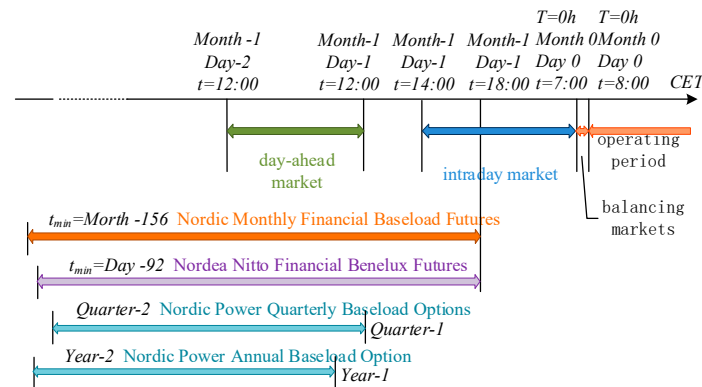 T=0h T=0h
Month -1 Month-1 Month-1 Month-1 Month 0 Month 0
Day-2 Day-1 Day-1 Day-1 Day 0 Day 0
t=12:00 t=12:00 t=14:00 t=18:00 t=7:00 t=8:00 CET
day-ahead
market
intraday market
operating
period
balancing
markets
tmin=Morth -156 Nordic Monthly Financial Baseload Futures
tmin=Day -92 Nordea Nitto Financial Benelux Futures
Quarter-2 Nordic Power Quarterly Baseload Options
Quarter-1
Year-2 Nordic Power Annual Baseload Option
Year-1